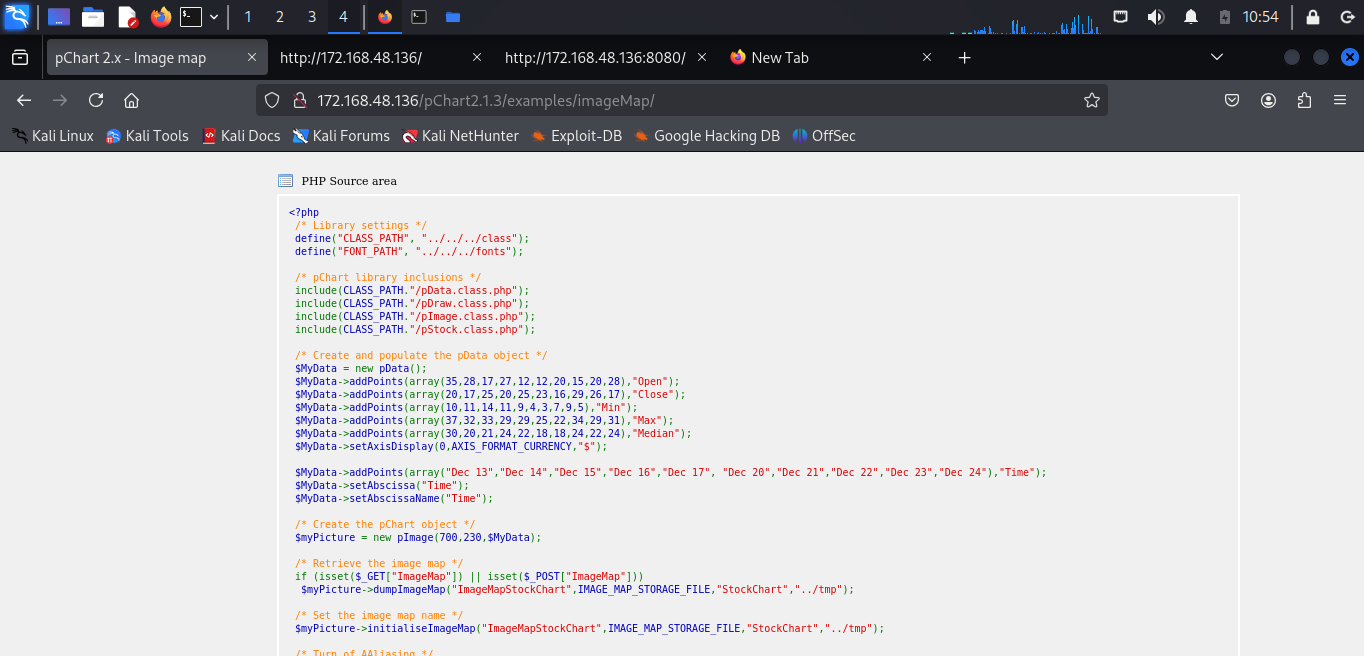 1 2 3 4 10:54
pChart 2.x - Image map http://172.168.48.136/ http://172.168.48.136:8080/ New Tab
172.168.48.136/pChart2.1.3/examples/imageMap/
Kali Linux Kali Tools Kali Docs Kali Forums Kali NetHunter Exploit-DB Google Hacking DB OffSec
PHP Source area
<?php
/* Library settings */
define("CLASS_PATH", "../../../class");
define("FONT_PATH", "../../../fonts");
/* pChart library inclusions */
include(CLASS_PATH."/pData.class.php");
include(CLASS_PATH."/pDraw.class.php");
include(CLASS_PATH."/pImage.class.php");
include(CLASS_PATH."/pStock.class.php");
/* Create and populate the pData object */
$MyData = new pData();
$MyData->addPoints(array(35,28,17,27,12,12,20,15,20,28),"Open");
$MyData->addPoints(array(20,17,25,20,25,23,16,29,26,17),"Close");
$MyData->addPoints(array(10,11,14,11,9,4,3,7,9,5),"Min");
$MyData->addPoints(array(37,32,33,29,29,25,22,34,29,31),"Max");
$MyData->addPoints(array(30,20,21,24,22,18,18,24,22,24),"Median");
$MyData->setAxisDisplay(0,AXIS_FORMAT_CURRENCY,"$");
$MyData->addPoints(array("Dec 13","Dec 14","Dec 15","Dec 16","Dec 17", "Dec 20","Dec 21","Dec 22","Dec 23","Dec 24"),"Time");
$MyData->setAbscissa("Time");
$MyData->setAbscissaName("Time");
/* Create the pChart object */
$myPicture = new pImage(700,230,$MyData);
/* Retrieve the image map */
if (isset($_GET["ImageMap"]) || isset($_POST["ImageMap"]))
$myPicture->dumpImageMap("ImageMapStockChart",IMAGE_MAP_STORAGE_FILE,"StockChart","../tmp");
/* Set the image map name */
$myPicture->initialiseImageMap("ImageMapStockChart",IMAGE_MAP_STORAGE_FILE,"StockChart","../tmp");
/* Turn of AAliasing */